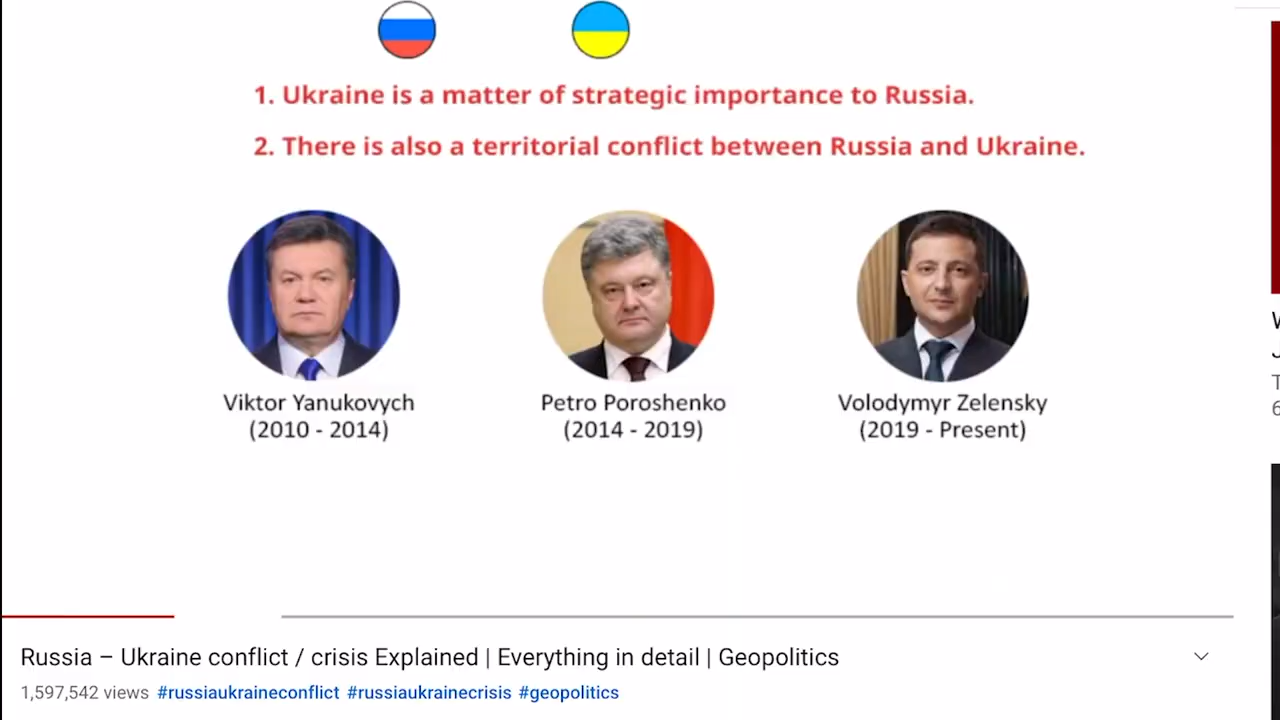 1. Ukraine is a matter of strategic importance to Russia.
2. There is also a territorial conflict between Russia and Ukraine.
Viktor Yanukovych
(2010 - 2014)
Petro Poroshenko
(2014 - 2019)
Volodymyr Zelensky
(2019 - Present)
Russia – Ukraine conflict / crisis Explained | Everything in detail | Geopolitics
1,597,542 views #russiaukraineconflict #russiaukrainecrisis #geopolitics